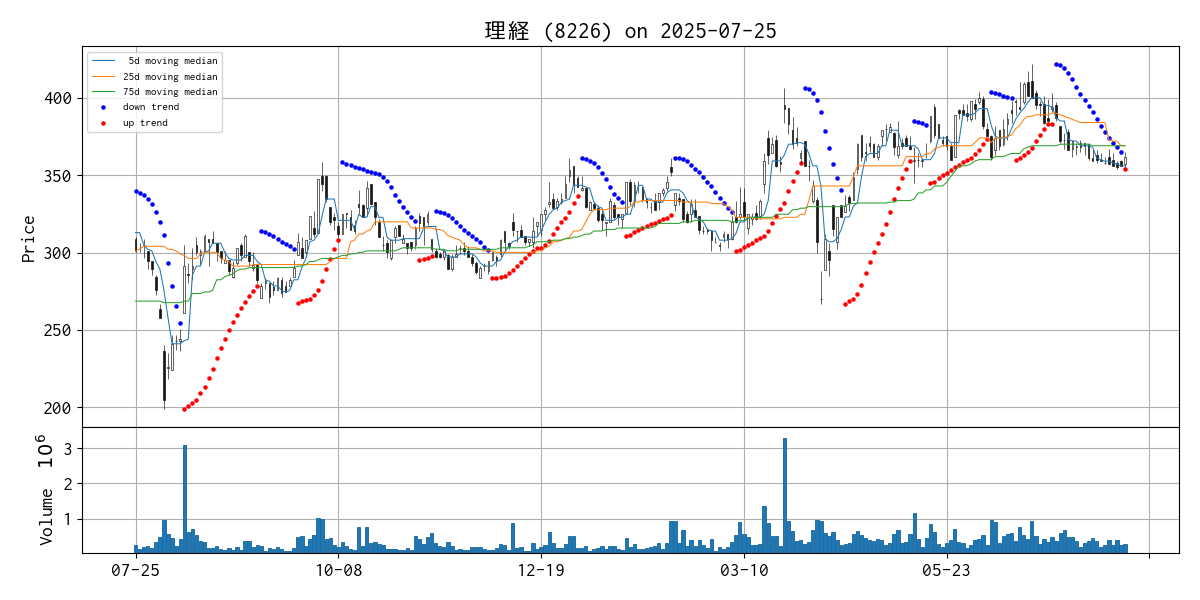 理経 (8226) on 2025-07-25
5d moving median
25d moving median
75d moving median
down trend
up trend
Price
400
350
300
250
200
Volume 10^6
3
2
1
07-25 10-08 12-19 03-10 05-23